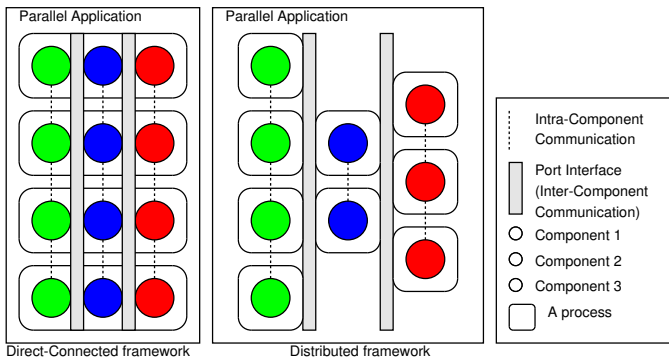 Parallel Application
Parallel Application
Intra-Component
Communication
Port Interface
(Inter-Component
Communication)
Component 1
Component 2
Component 3
A process
Direct-Connected framework
Distributed framework